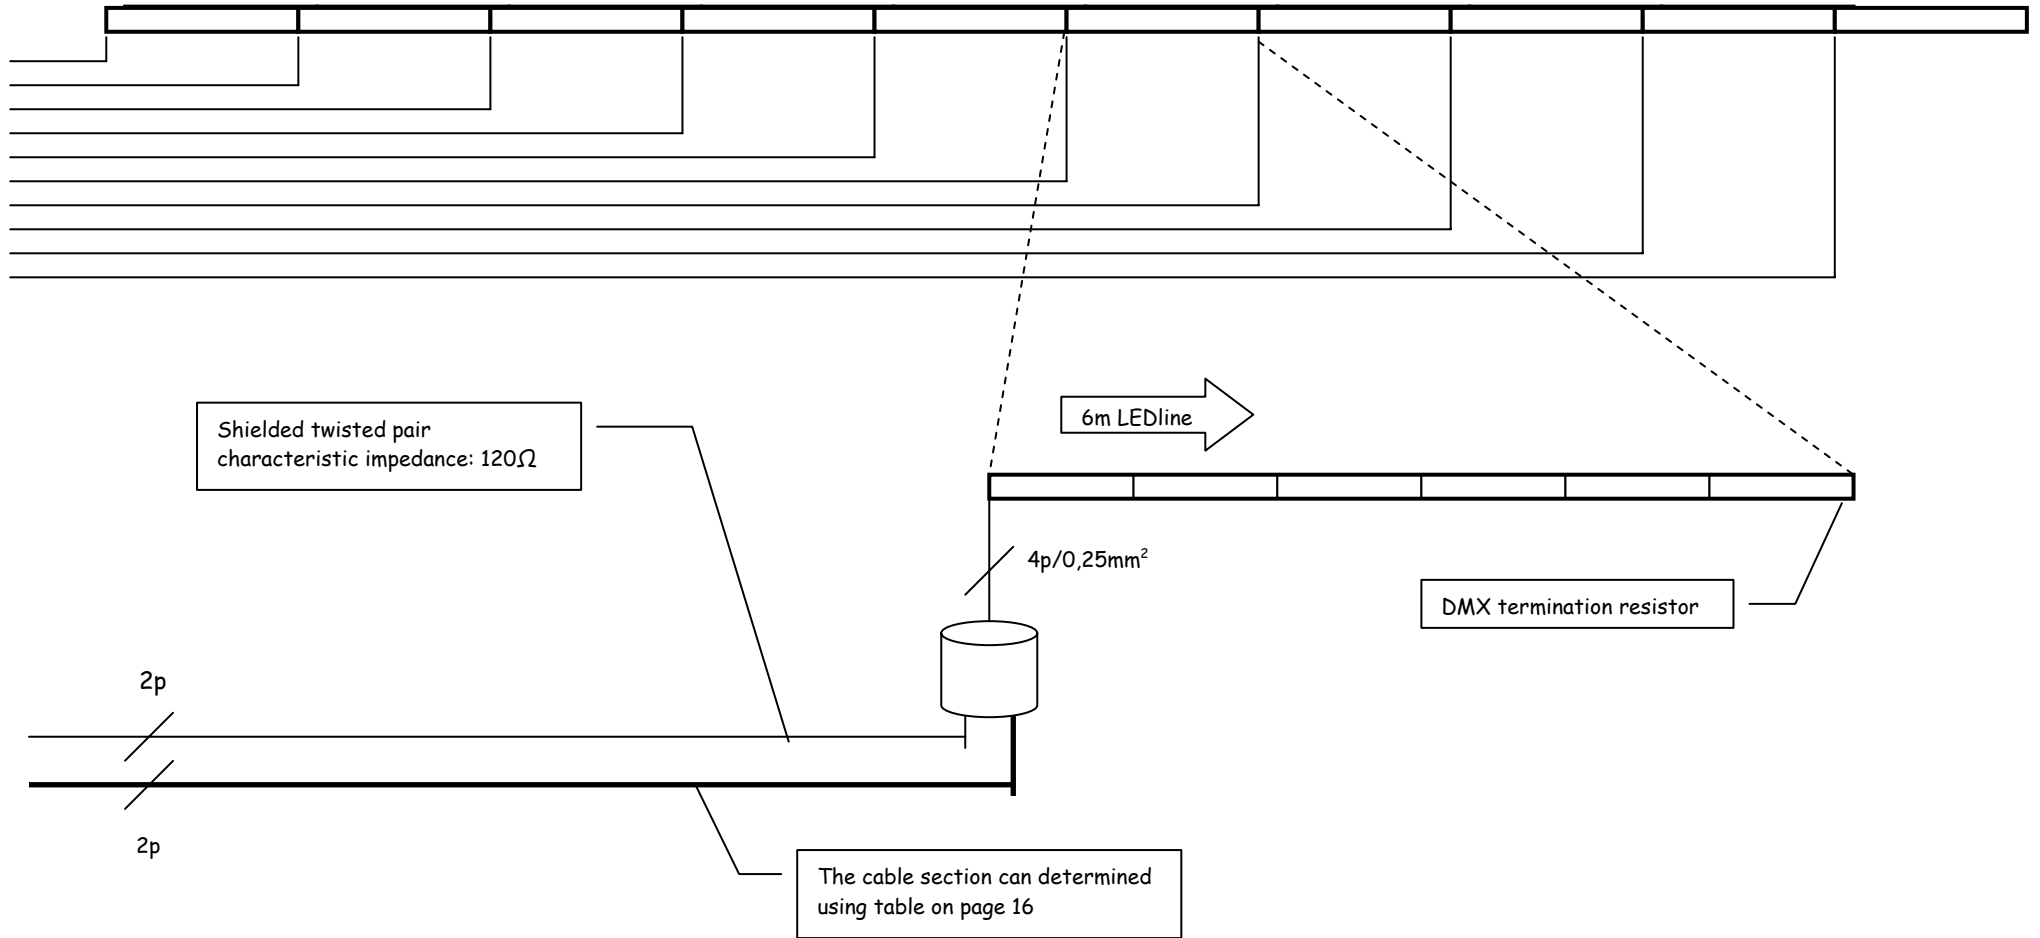 6m LEDline
Shielded twisted pair
characteristic impedance: 120Ω
4p/0,25mm²
DMX termination resistor
2p
2p
The cable section can determined
using table on page 16